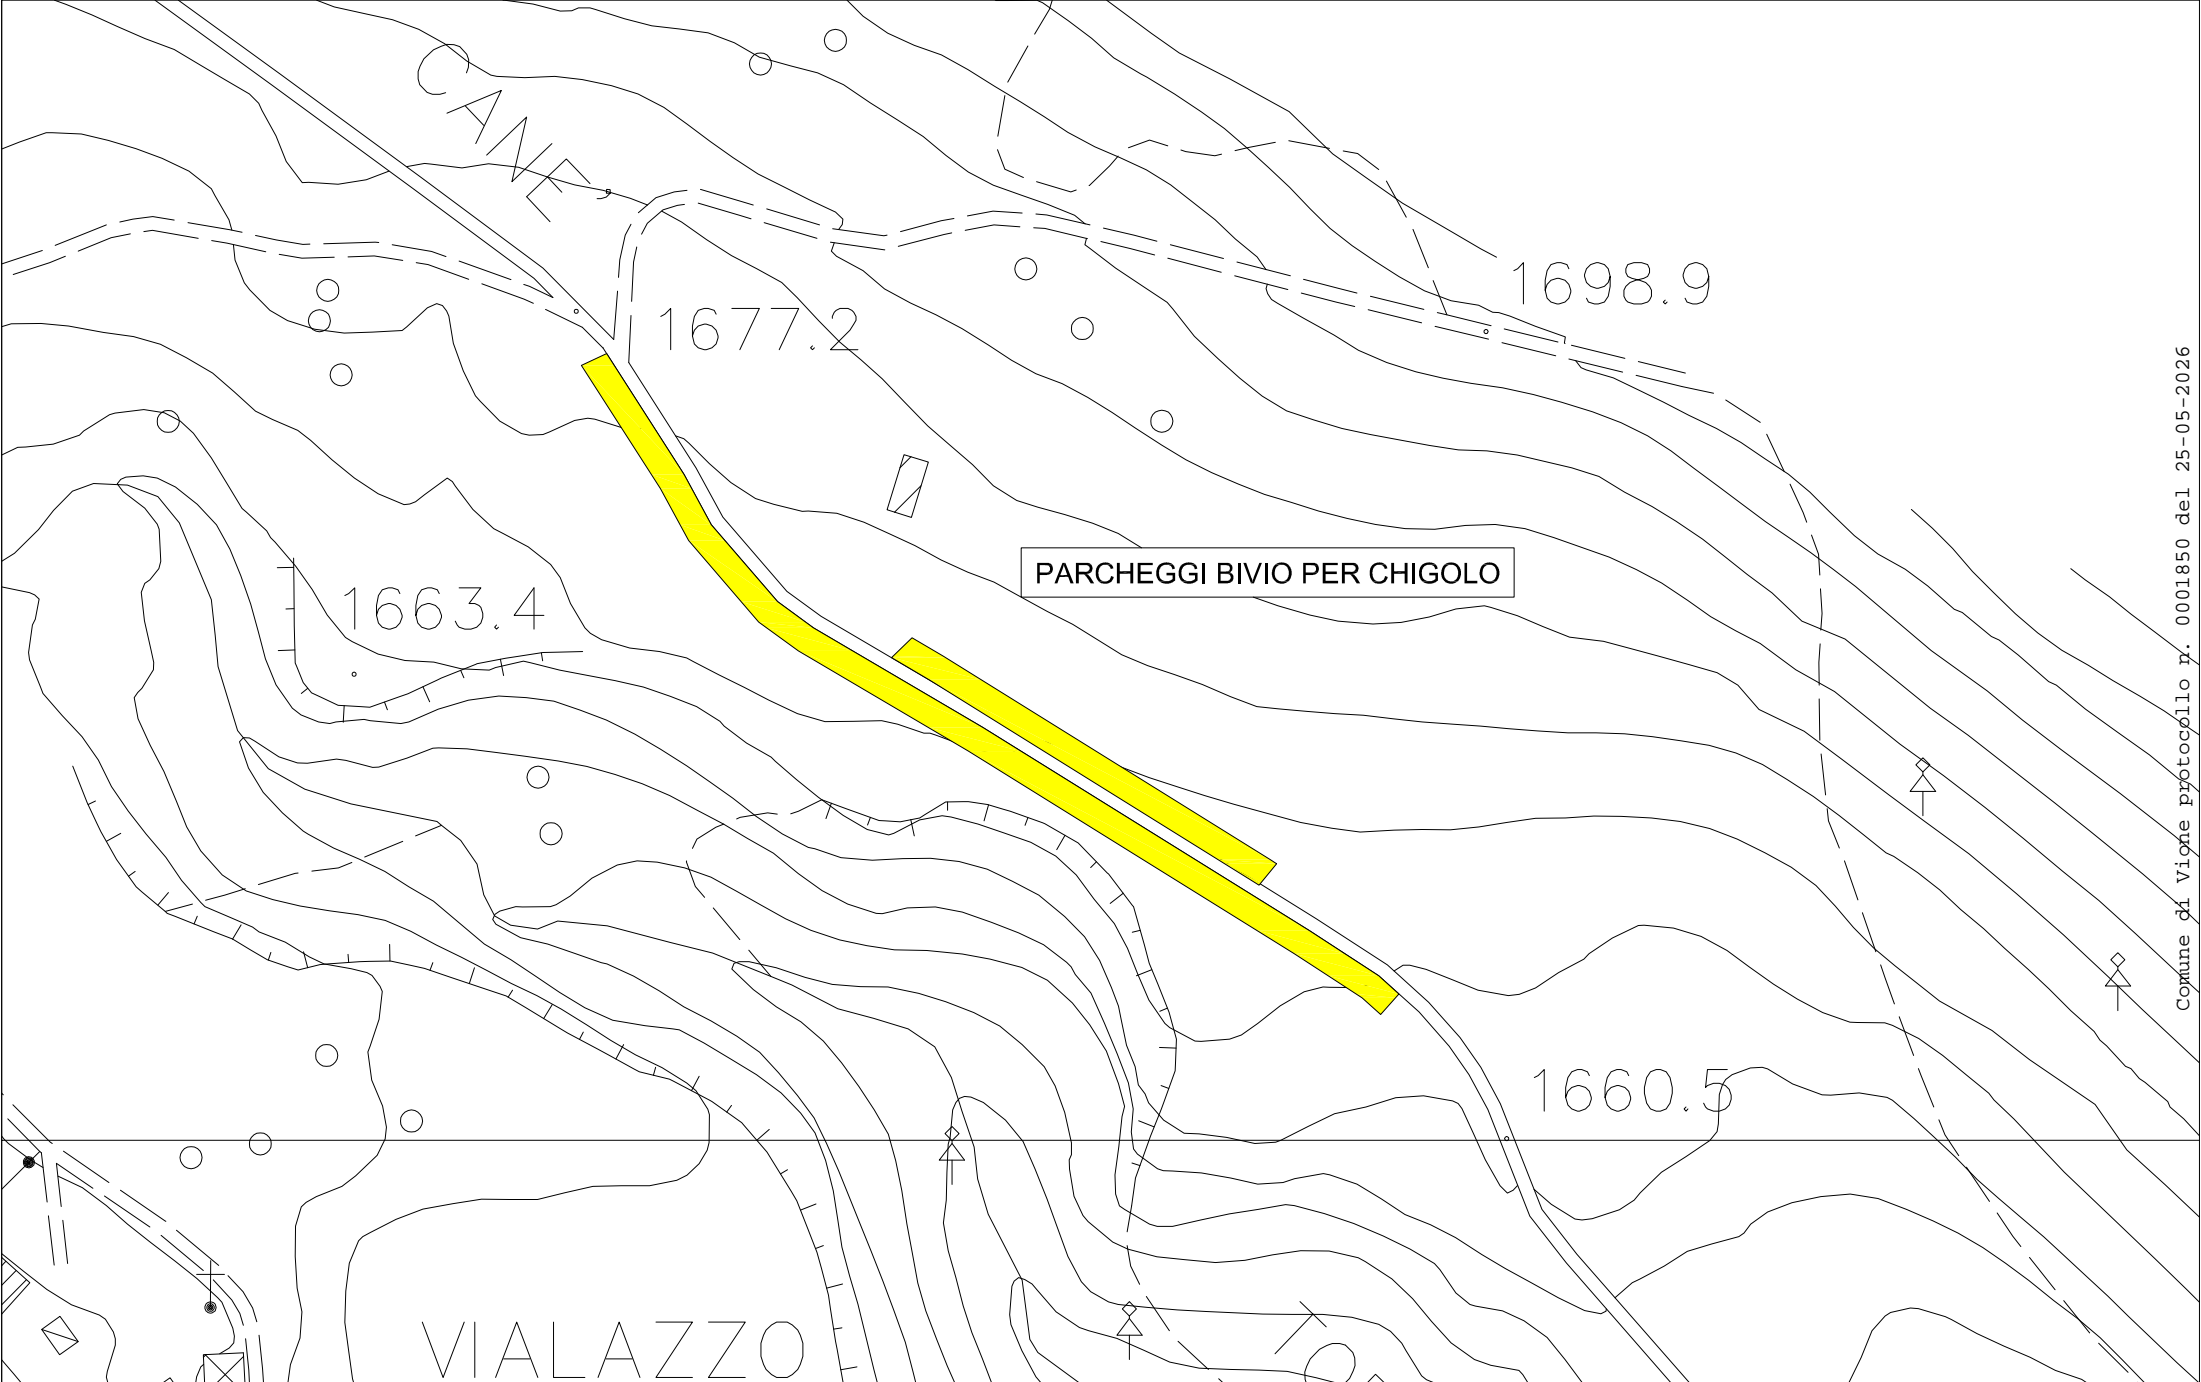 CANE'
1698.9
1677.2
PARCHEGGI BIVIO PER CHIGOLO
1663.4
1660.5
VIALAZZO
Comune di Vione protocollo n. 0001850 del 25-05-2026